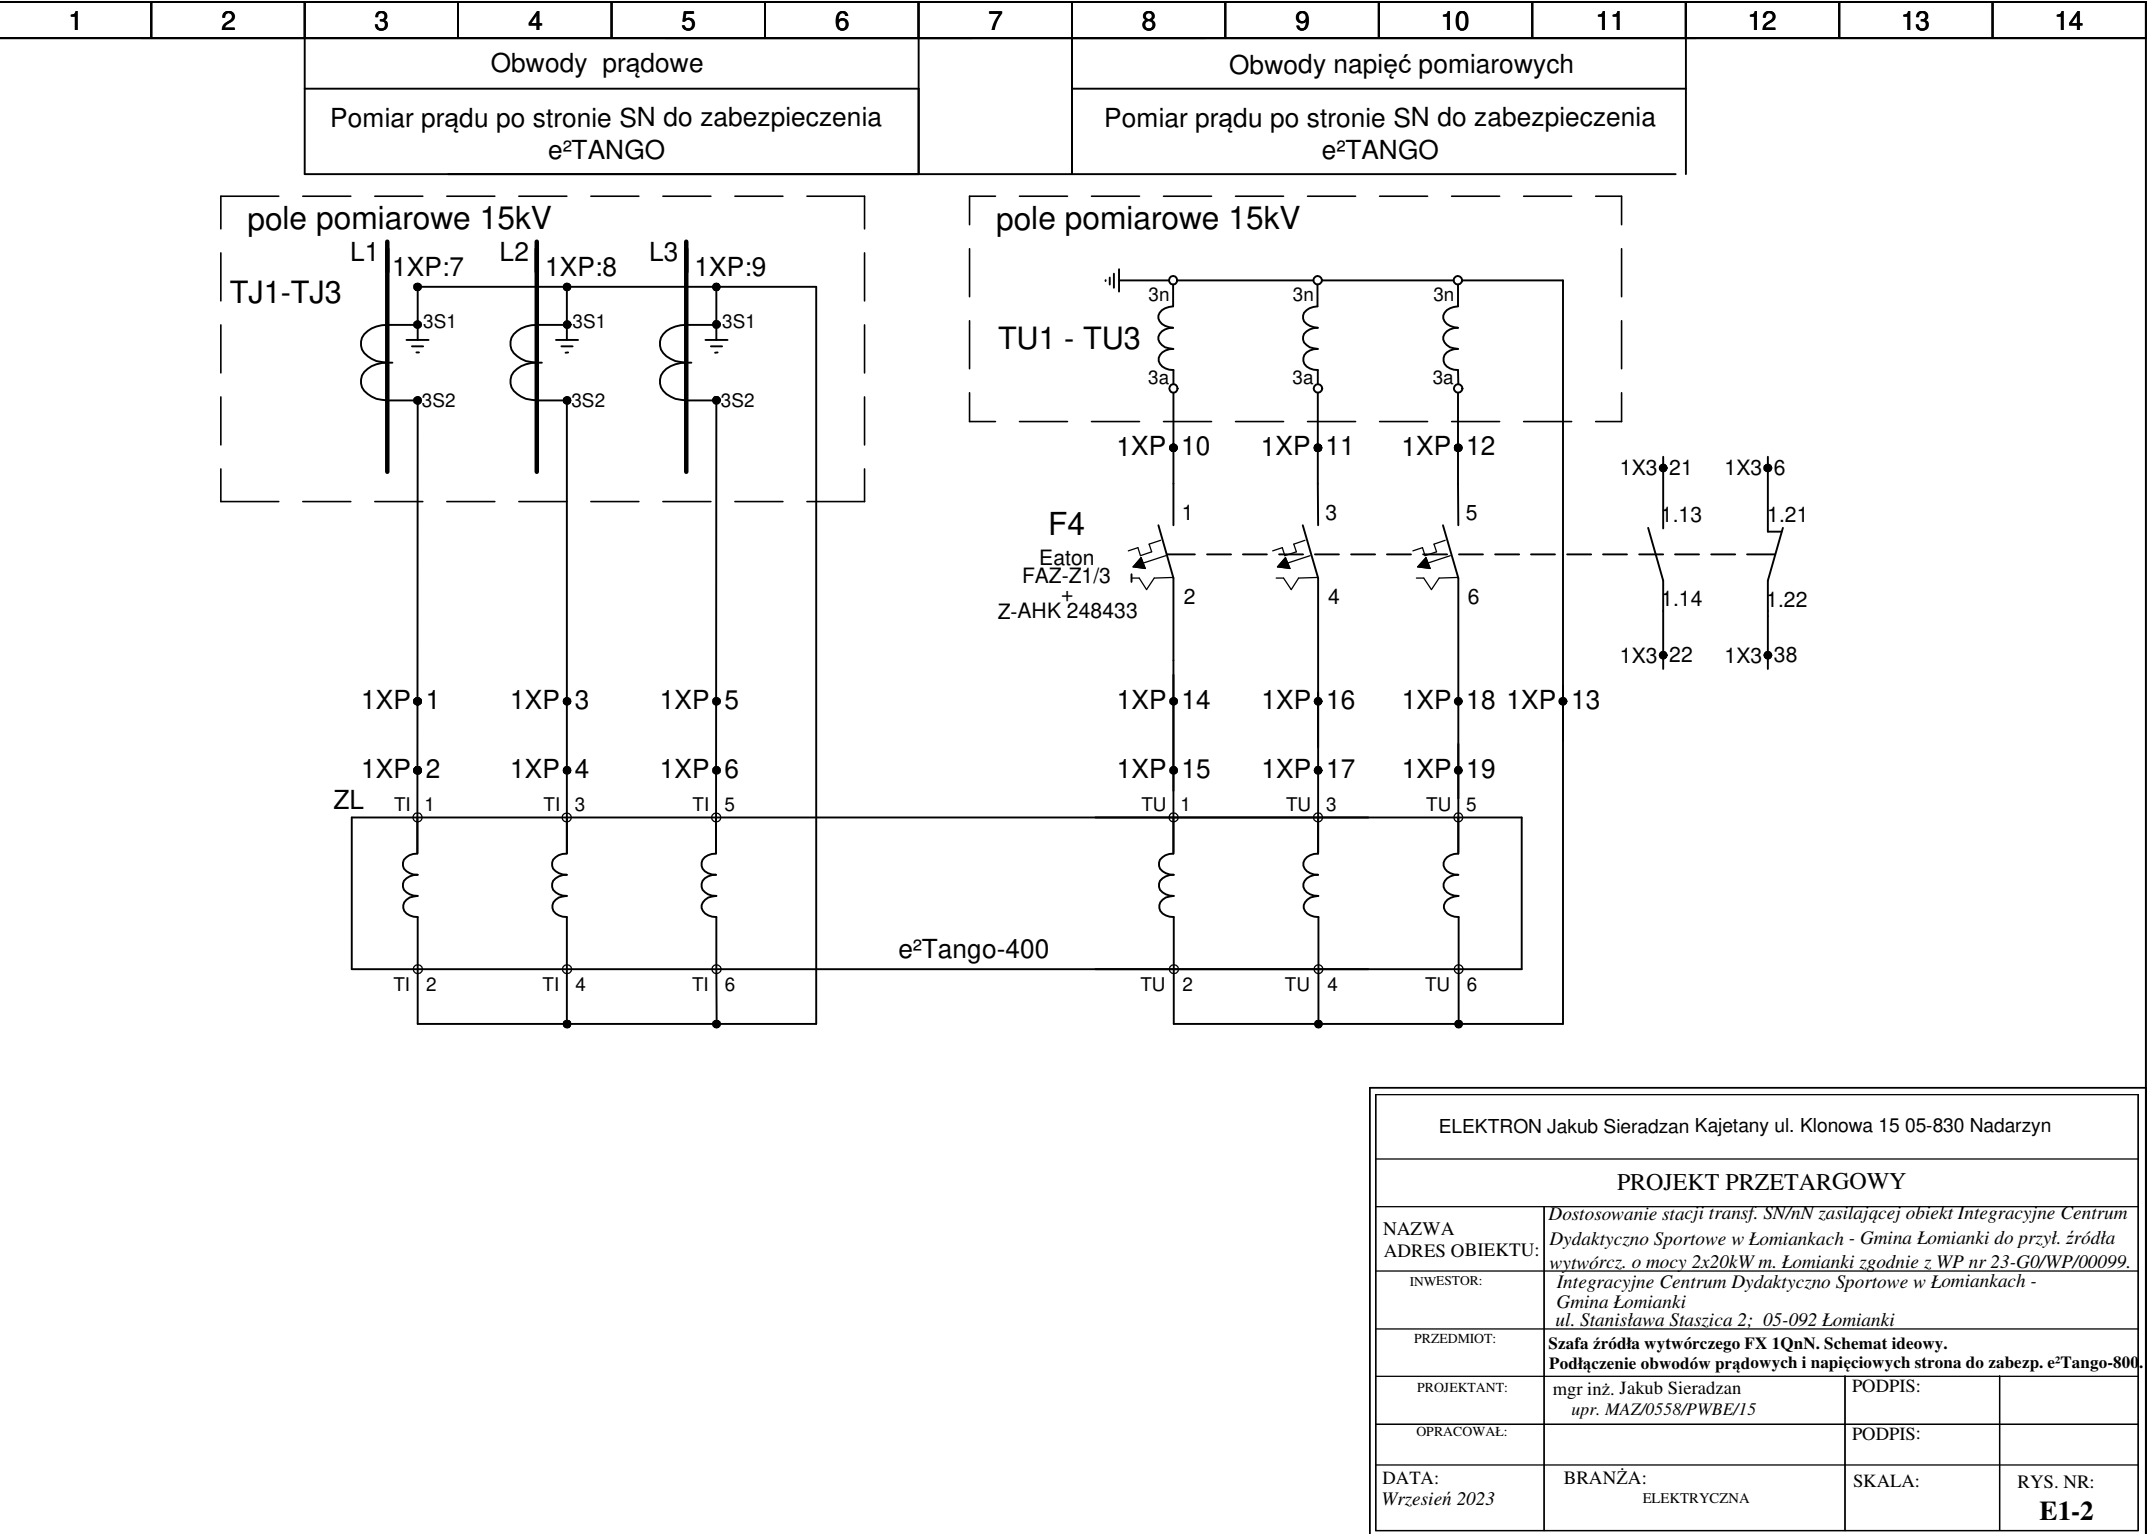 1 2 3 4 5 6 7 8 9 10 11 12 13 14
Obwody prądowe
Obwody napięć pomiarowych
Pomiar prądu po stronie SN do zabezpieczenia
e²TANGO
Pomiar prądu po stronie SN do zabezpieczenia
e²TANGO
pole pomiarowe 15kV
L1 L2 L3
1XP:7 1XP:8 1XP:9
TJ1-TJ3
3S1 3S1 3S1
3S2 3S2 3S2
pole pomiarowe 15kV
3n 3n 3n
TU1 - TU3
3a 3a 3a
1XP 10 1XP 11 1XP 12
1X3 21 1X3 6
1 3 5 1.13 1.21
F4
Eaton
FAZ-Z1/3
+
Z-AHK 248433
2 4 6 1.14 1.22
1X3 22 1X3 38
1XP 1 1XP 3 1XP 5 1XP 14 1XP 16 1XP 18 1XP 13
1XP 2 1XP 4 1XP 6 1XP 15 1XP 17 1XP 19
ZL TI 1 TI 3 TI 5 TU 1 TU 3 TU 5
e²Tango-400
TI 2 TI 4 TI 6 TU 2 TU 4 TU 6
ELEKTRON Jakub Sieradzan Kajetany ul. Klonowa 15 05-830 Nadarzyn
PROJEKT PRZETARGOWY
NAZWA
ADRES OBIEKTU:
Dostosowanie stacji transf. SN/nN zasilającej obiekt Integracyjne Centrum
Dydaktyczno Sportowe w Łomiankach - Gmina Łomianki do przył. źródła
wytwórcz. o mocy 2x20kW m. Łomianki zgodnie z WP nr 23-G0/WP/00099.
INWESTOR:
Integracyjne Centrum Dydaktyczno Sportowe w Łomiankach -
Gmina Łomianki
ul. Stanisława Staszica 2; 05-092 Łomianki
PRZEDMIOT:
Szafa źródła wytwórczego FX 1QnN. Schemat ideowy.
Podłączenie obwodów prądowych i napięciowych strona do zabezp. e²Tango-800.
PROJEKTANT:
mgr inż. Jakub Sieradzan
upr. MAZ/0558/PWBE/15
PODPIS:
OPRACOWAŁ:
PODPIS:
DATA:
Wrzesień 2023
BRANŻA:
ELEKTRYCZNA
SKALA:
RYS. NR:
E1-2